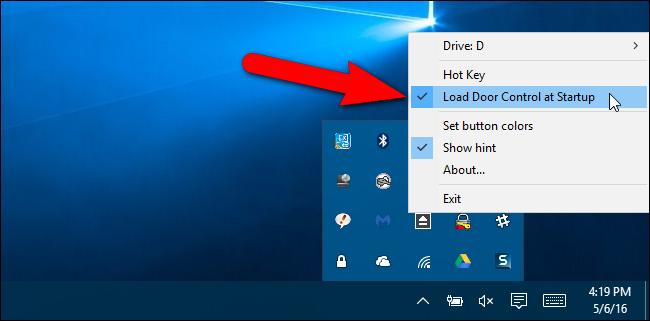 Drive: D
Hot Key
Load Door Control at Startup
Set button colors
Show hint
About...
Exit
4:19 PM
5/6/16